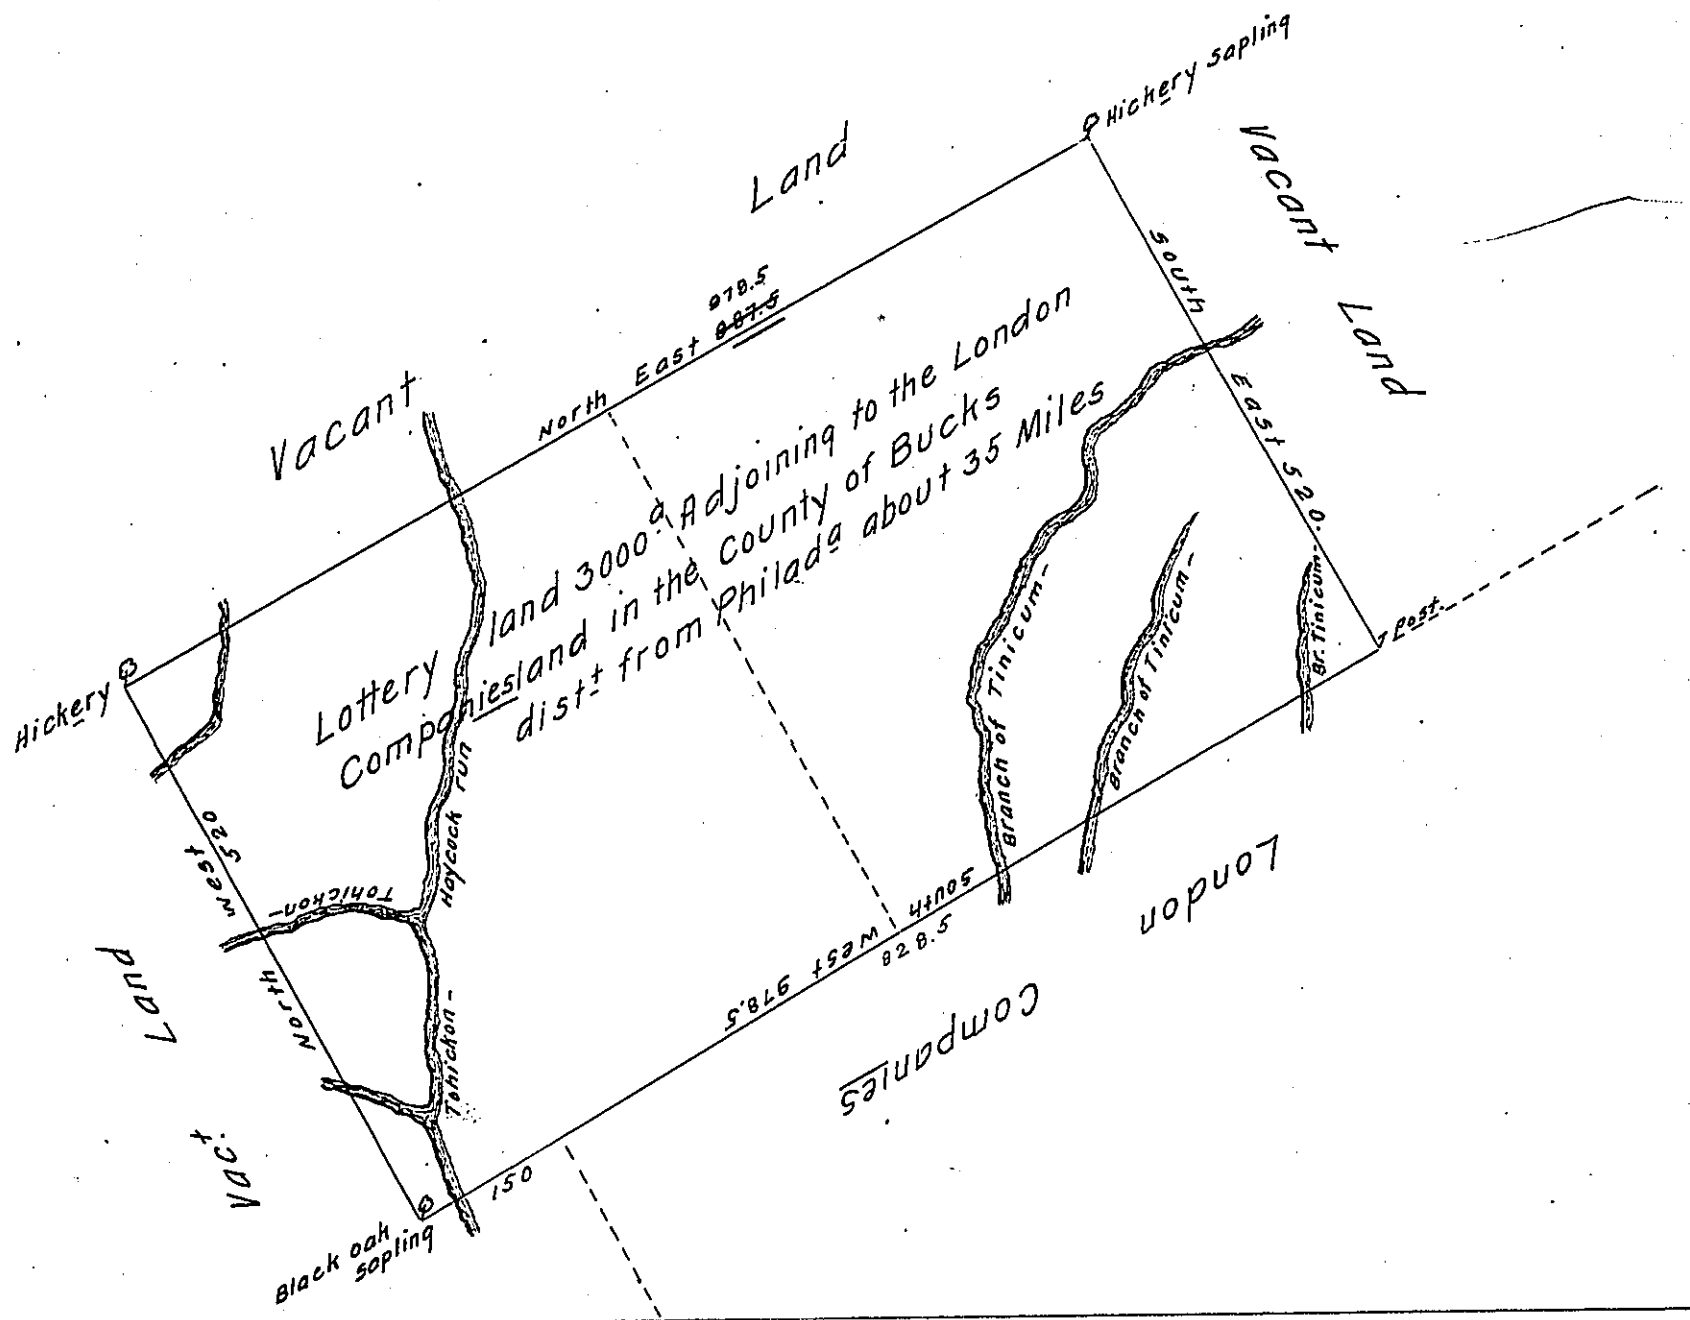 Hickery sapling
Vacant Land
Vacant Land
South East 520.
978.5
North East 987.5
Lottery land 3000a. Adjoining to the London
Companies land in the County of Bucks
distt from Philada about 35 Miles
Hickery
West 520
North
Tohickon-
Haycock run
Tohickon-
Branch of Tinicum-
Branch of Tinicum-
Br. Tinicum-
Post.
South West 978.5
828.5
150
London
Companies
Vac.t Land
Black oak
sapling